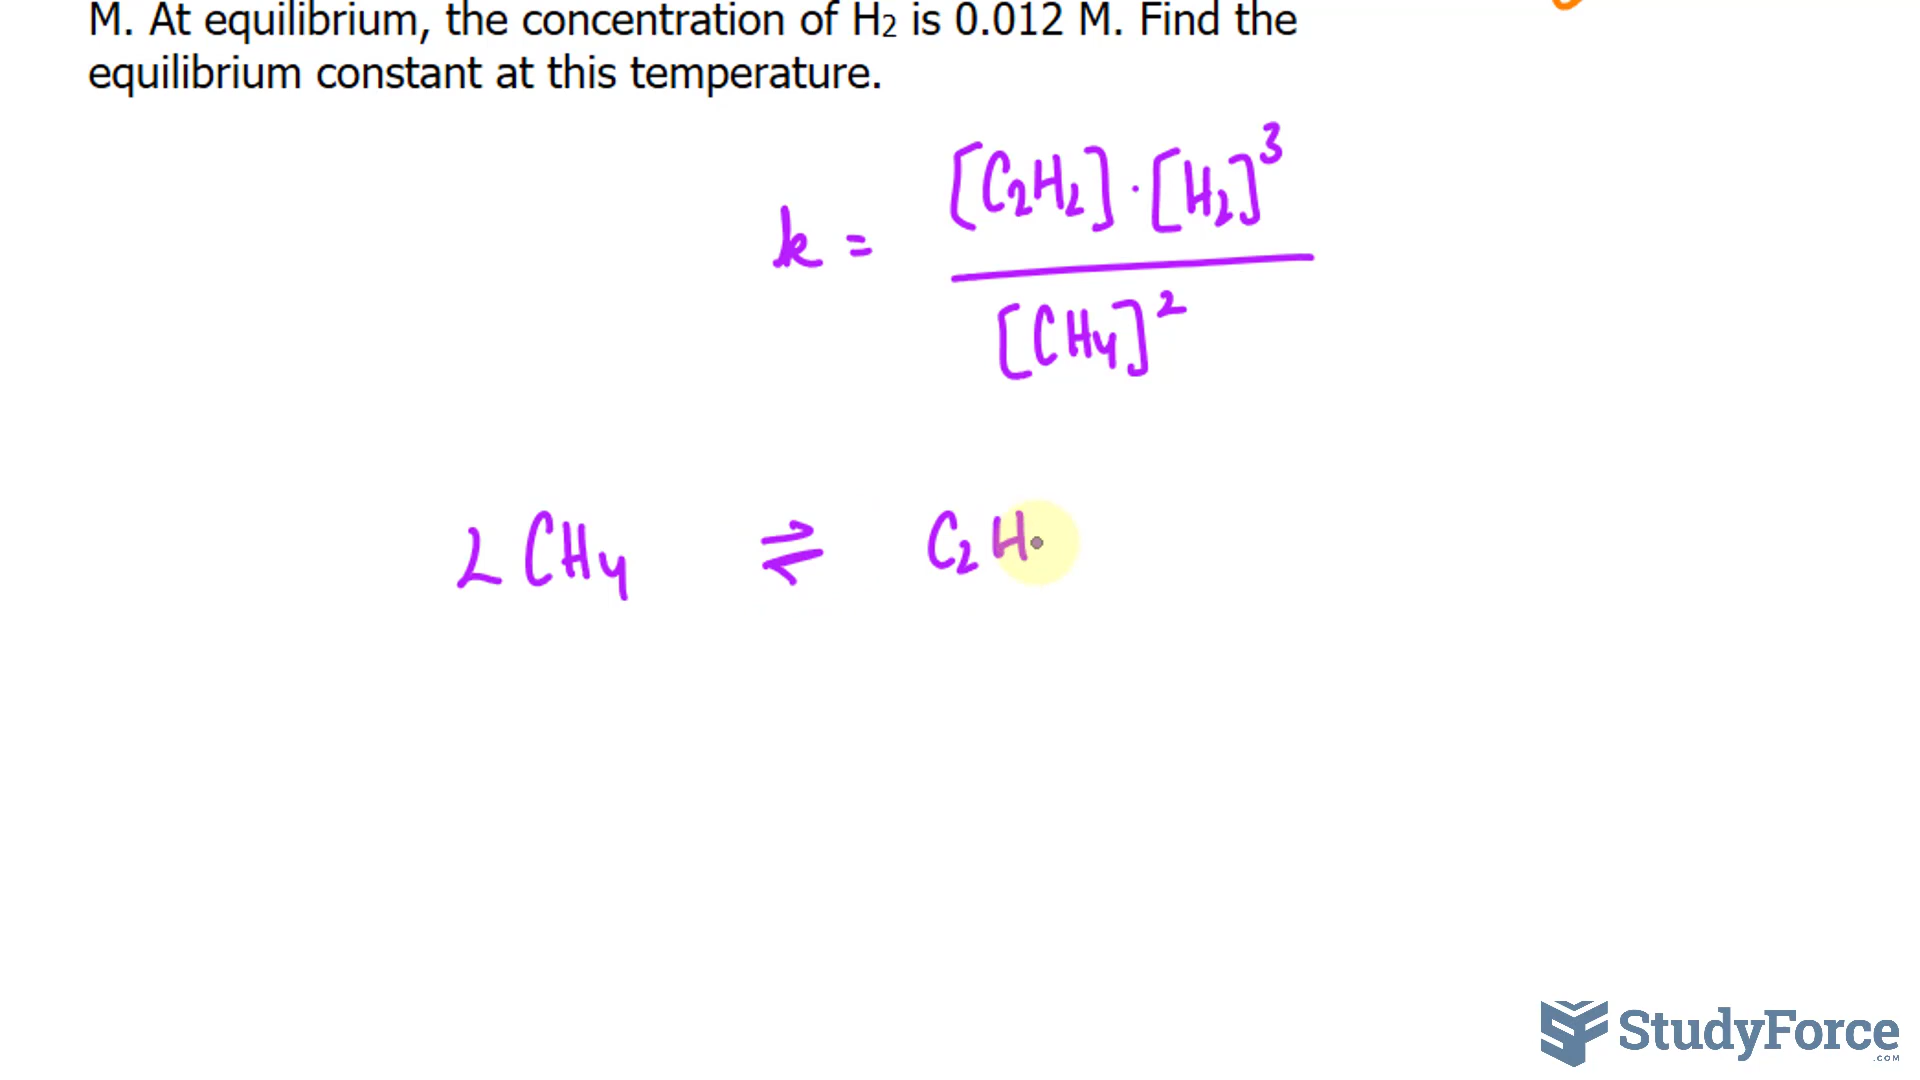 M. At equilibrium, the concentration of H₂ is 0.012 M. Find the
equilibrium constant at this temperature.
k = [C₂H₂]·[H₂]³
[CH₄]²
2 CH₄ ⇌ C₂H
StudyForce
.COM